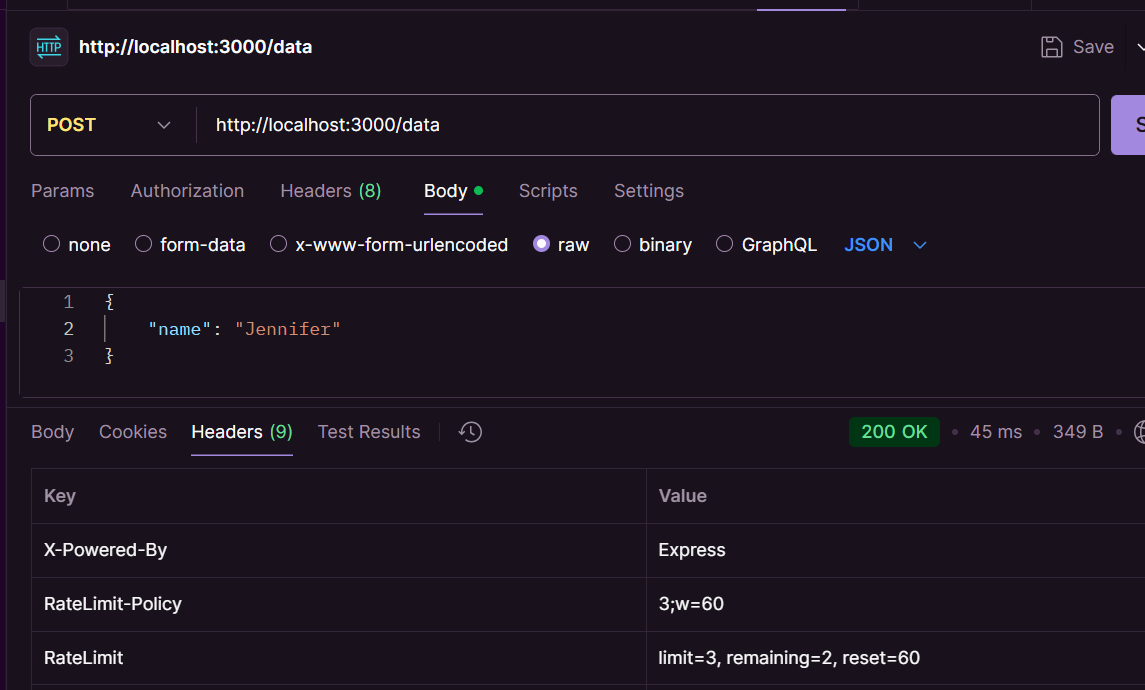 HTTP http://localhost:3000/data Save
POST http://localhost:3000/data
Params Authorization Headers (8) Body Scripts Settings
none form-data x-www-form-urlencoded raw binary GraphQL JSON
1 {
2 "name": "Jennifer"
3 }
Body Cookies Headers (9) Test Results 200 OK • 45 ms • 349 B •
Key Value
X-Powered-By Express
RateLimit-Policy 3;w=60
RateLimit limit=3, remaining=2, reset=60